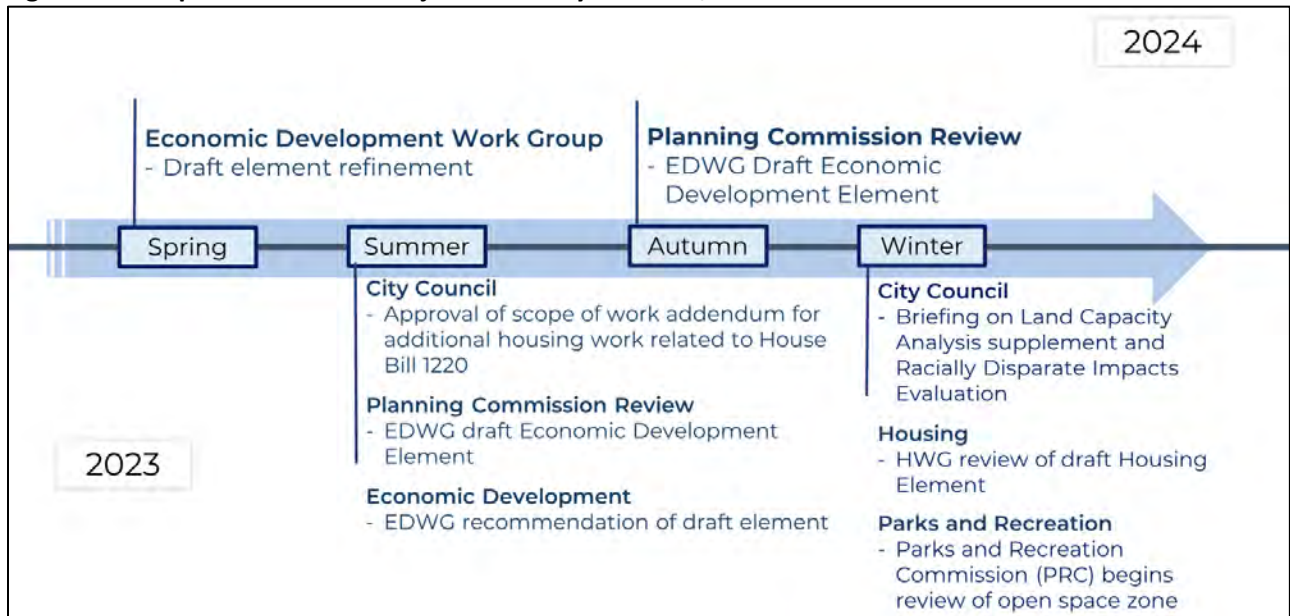 2024
Economic Development Work Group
- Draft element refinement
Planning Commission Review
- EDWG Draft Economic
Development Element
Spring
Summer
Autumn
Winter
City Council
- Approval of scope of work addendum for
additional housing work related to House
Bill 1220
Planning Commission Review
- EDWG draft Economic Development
Element
Economic Development
- EDWG recommendation of draft element
City Council
- Briefing on Land Capacity
Analysis supplement and
Racially Disparate Impacts
Evaluation
Housing
- HWG review of draft Housing
Element
Parks and Recreation
- Parks and Recreation
Commission (PRC) begins
review of open space zone
2023